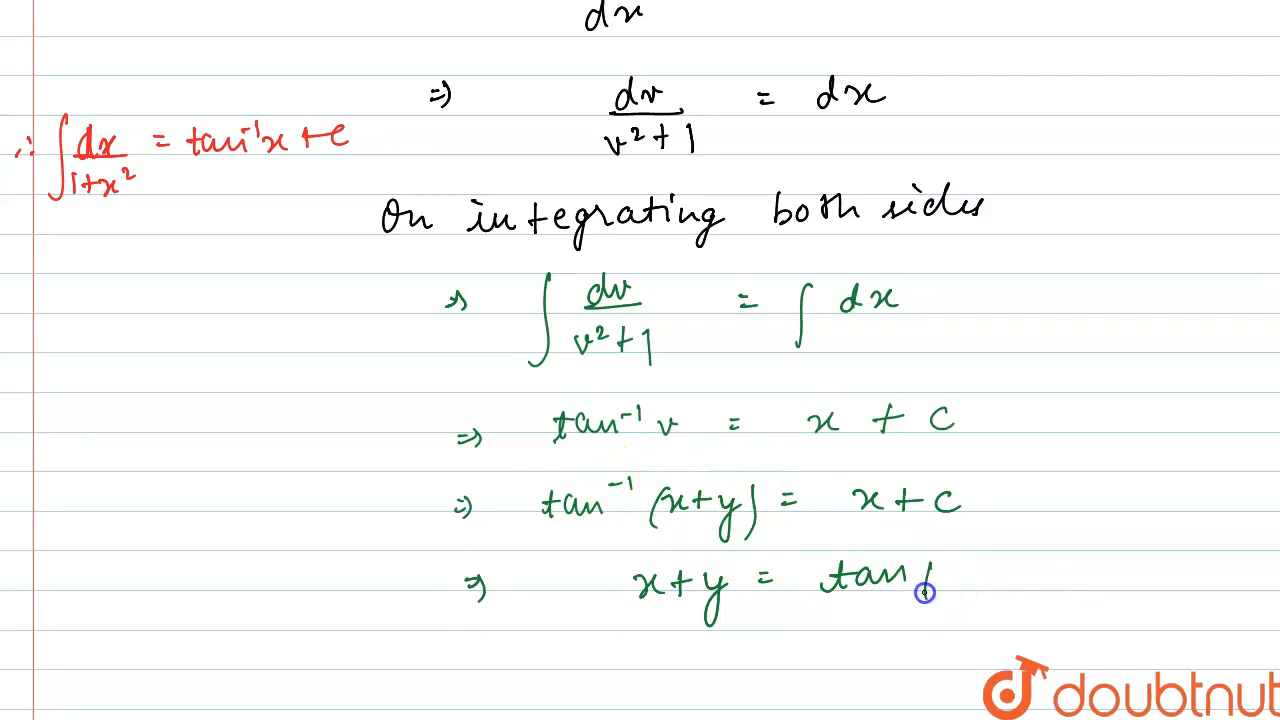 dx
=> dv/v²+1 = dx
∴ ∫dx/1+x² = tan⁻¹x + c
On integrating both sides
=> ∫ dv/v²+1 = ∫ dx
=> tan⁻¹ v = x + c
=> tan⁻¹ (x+y) = x + c
=> x+y = tan (
doubtnut